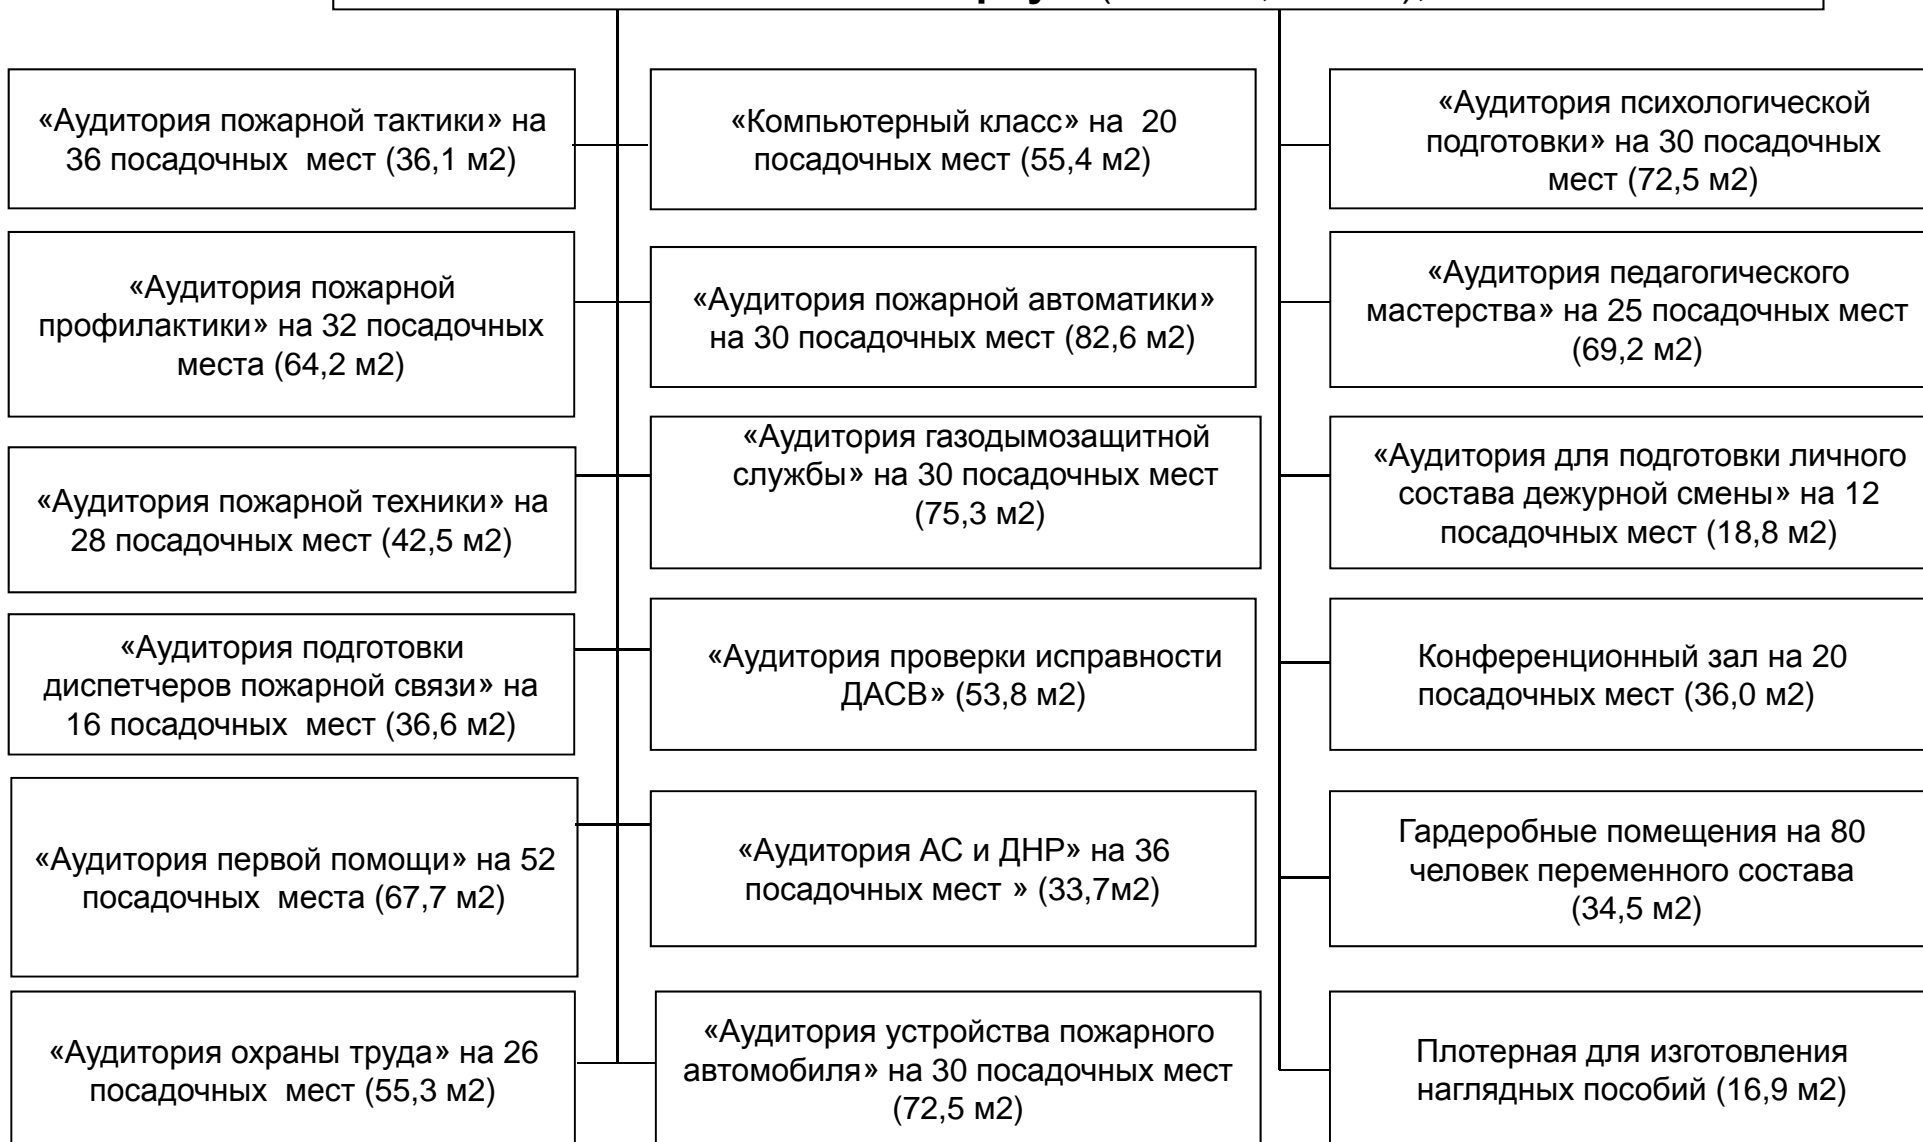 «Аудитория пожарной тактики» на
36 посадочных мест (36,1 м2)
«Компьютерный класс» на 20
посадочных мест (55,4 м2)
«Аудитория психологической
подготовки» на 30 посадочных
мест (72,5 м2)
«Аудитория пожарной
профилактики» на 32 посадочных
места (64,2 м2)
«Аудитория пожарной автоматики»
на 30 посадочных мест (82,6 м2)
«Аудитория педагогического
мастерства» на 25 посадочных мест
(69,2 м2)
«Аудитория пожарной техники» на
28 посадочных мест (42,5 м2)
«Аудитория газодымозащитной
службы» на 30 посадочных мест
(75,3 м2)
«Аудитория для подготовки личного
состава дежурной смены» на 12
посадочных мест (18,8 м2)
«Аудитория подготовки
диспетчеров пожарной связи» на
16 посадочных мест (36,6 м2)
«Аудитория проверки исправности
ДАСВ» (53,8 м2)
Конференционный зал на 20
посадочных мест (36,0 м2)
«Аудитория первой помощи» на 52
посадочных места (67,7 м2)
«Аудитория АС и ДНР» на 36
посадочных мест » (33,7м2)
Гардеробные помещения на 80
человек переменного состава
(34,5 м2)
«Аудитория охраны труда» на 26
посадочных мест (55,3 м2)
«Аудитория устройства пожарного
автомобиля» на 30 посадочных мест
(72,5 м2)
Плотерная для изготовления
наглядных пособий (16,9 м2)